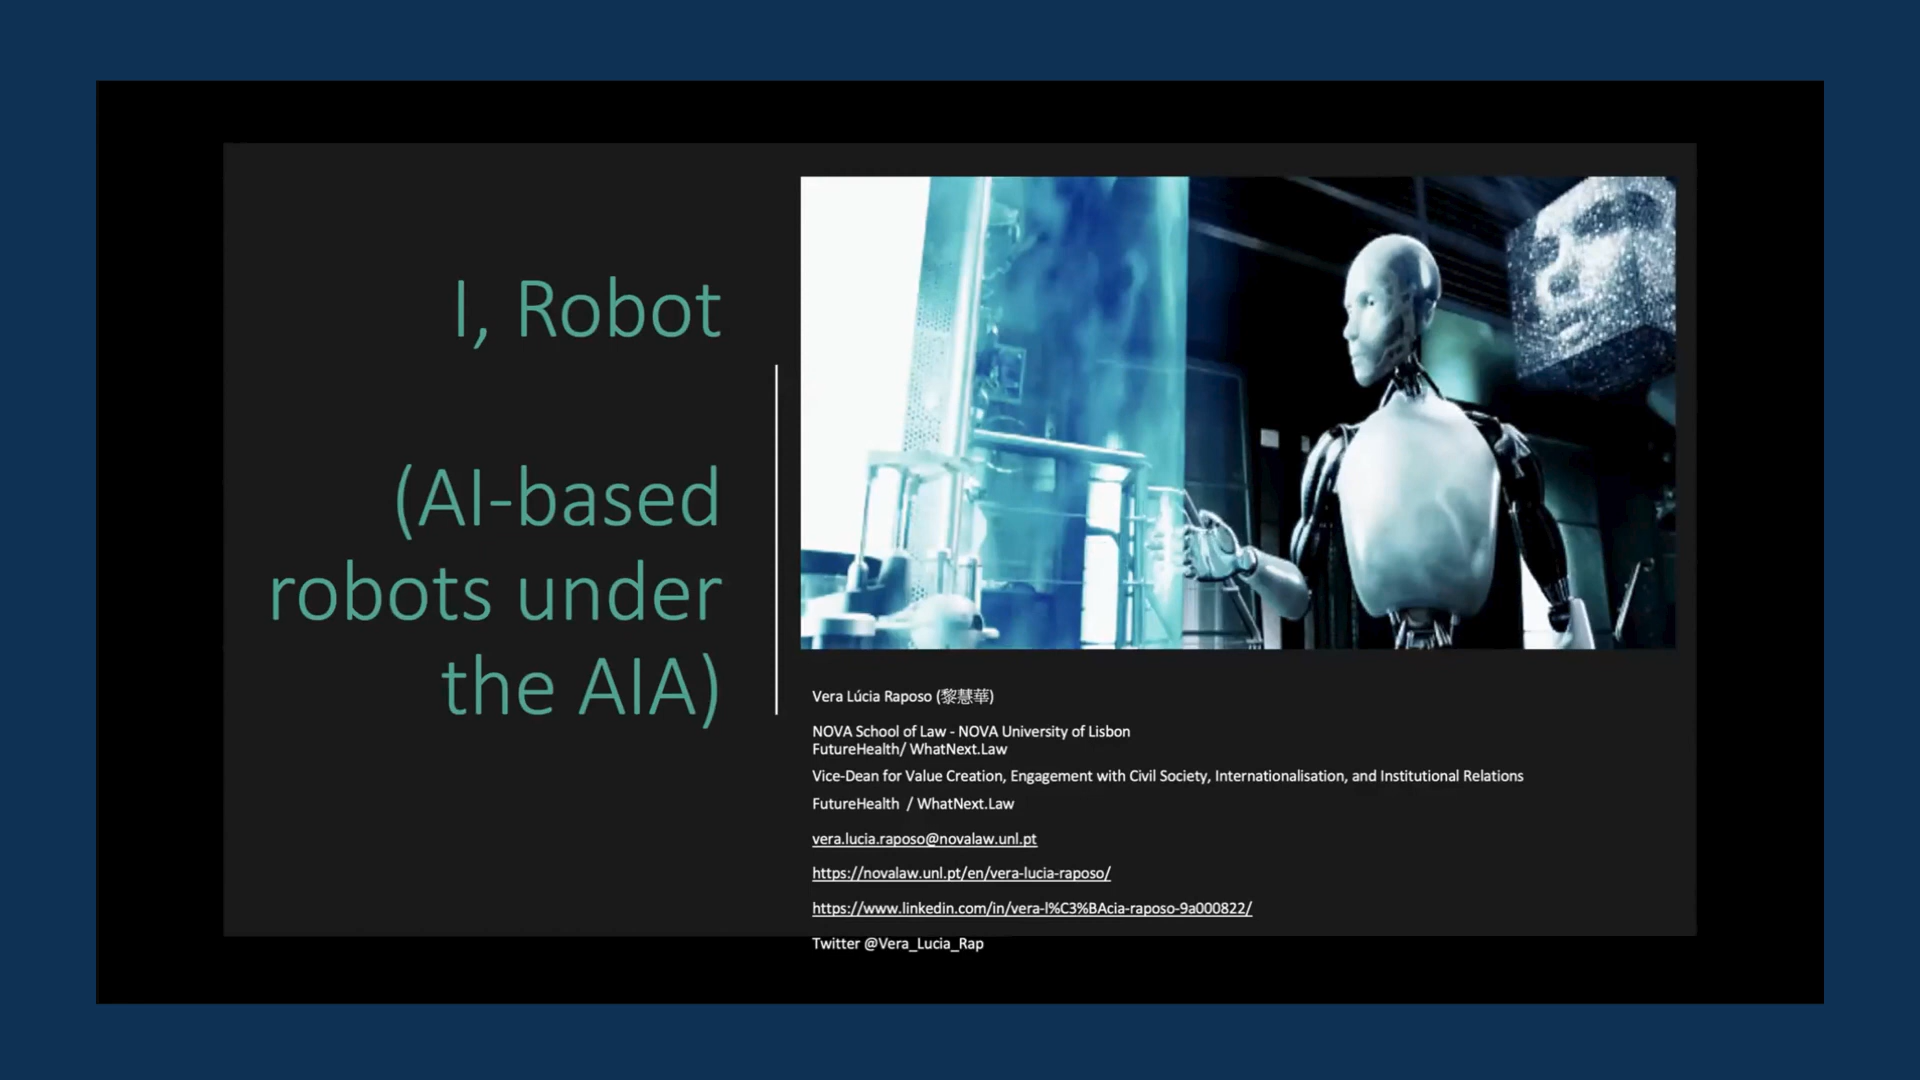 I, Robot
(AI-based
robots under
the AIA)
Vera Lúcia Raposo (黎慧華)
NOVA School of Law - NOVA University of Lisbon
FutureHealth/ WhatNext.Law
Vice-Dean for Value Creation, Engagement with Civil Society, Internationalisation, and Institutional Relations
FutureHealth / WhatNext.Law
vera.lucia.raposo@novalaw.unl.pt
https://novalaw.unl.pt/en/vera-lucia-raposo/
https://www.linkedin.com/in/vera-l%C3%BAcia-raposo-9a000822/
Twitter @Vera_Lucia_Rap